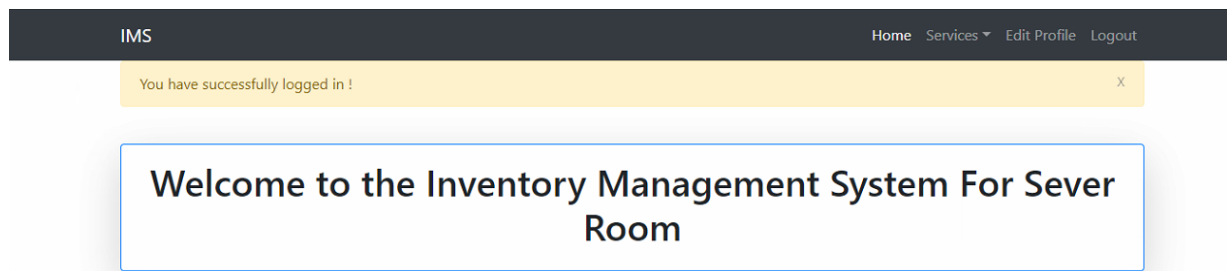 IMS Home Services Edit Profile Logout
You have successfully logged in ! X
Welcome to the Inventory Management System For Sever
Room